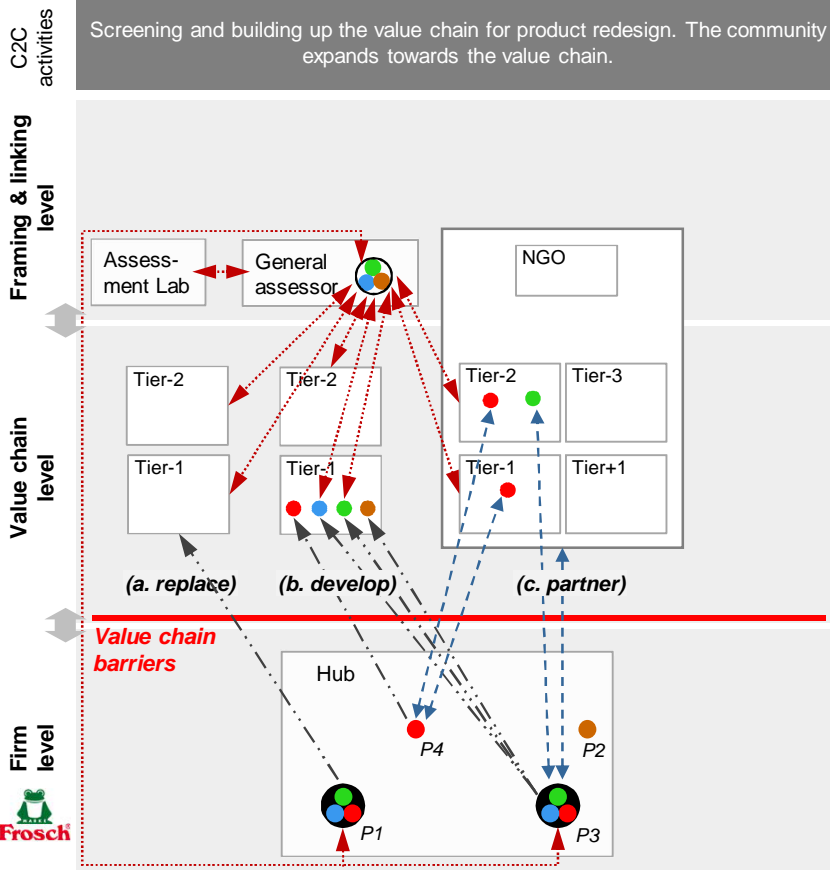 C2C
activities
Screening and building up the value chain for product redesign. The community
expands towards the value chain.
Framing & linking
level
Assess-
ment Lab
General
assessor
NGO
Value chain
level
Tier-2
Tier-2
Tier-2
Tier-3
Tier-1
Tier-1
Tier-1
Tier+1
(a. replace)
(b. develop)
(c. partner)
Value chain
barriers
Firm
level
Hub
P4
P2
P1
P3
Frosch